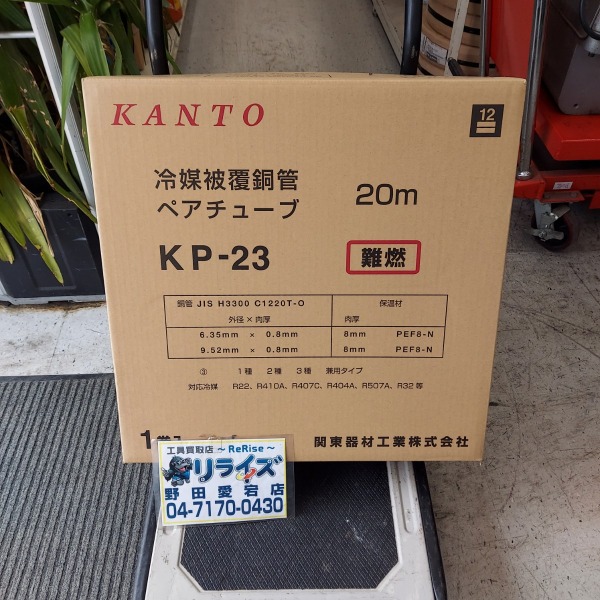 KANTO
12
冷媒被覆銅管
ペアチューブ
20m
KP-23
難燃
銅管 JIS H3300 C1220T-O
保温材
外径×肉厚
肉厚
6.35mm × 0.8mm 8mm PEF8-N
9.52mm × 0.8mm 8mm PEF8-N
③ 1種 2種 3種 兼用タイプ
対応冷媒 R22、R410A、R407C、R404A、R507A、R32 等
1巻入
関東器材工業株式会社
工具買取店 ～ReRise～
リライズ
野田愛宕店
04-7170-0430